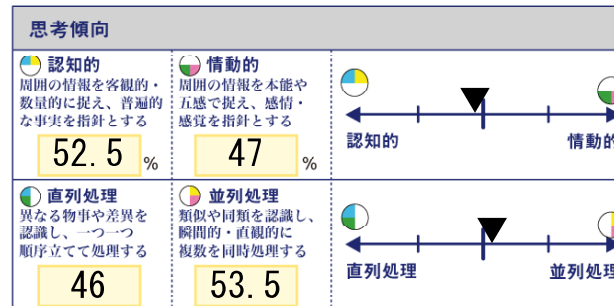 思考傾向
認知的
周囲の情報を客観的・
数量的に捉え、普遍的
な事実を指針とする
52.5 %
情動的
周囲の情報を本能や
五感で捉え、感情・
感覚を指針とする
47 %
認知的
情動的
直列処理
異なる物事や差異を
認識し、一つ一つ
順序立てて処理する
46
並列処理
類似や同類を認識し、
瞬間的・直観的に
複数を同時処理する
53.5
直列処理
並列処理